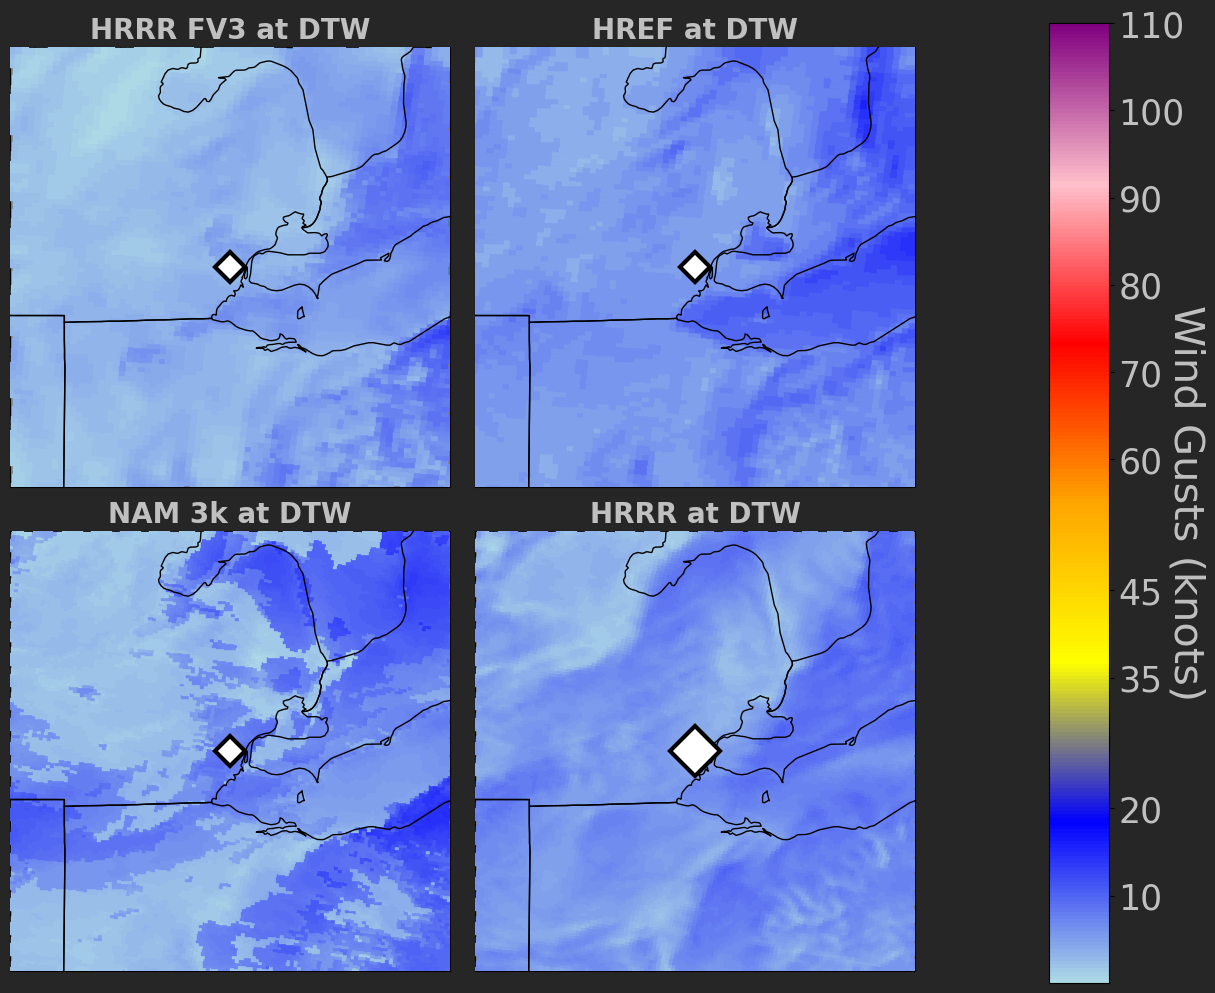 HRRR FV3 at DTW
HREF at DTW
NAM 3k at DTW
HRRR at DTW
110
100
90
80
70
60
45
35
20
10
Wind Gusts (knots)